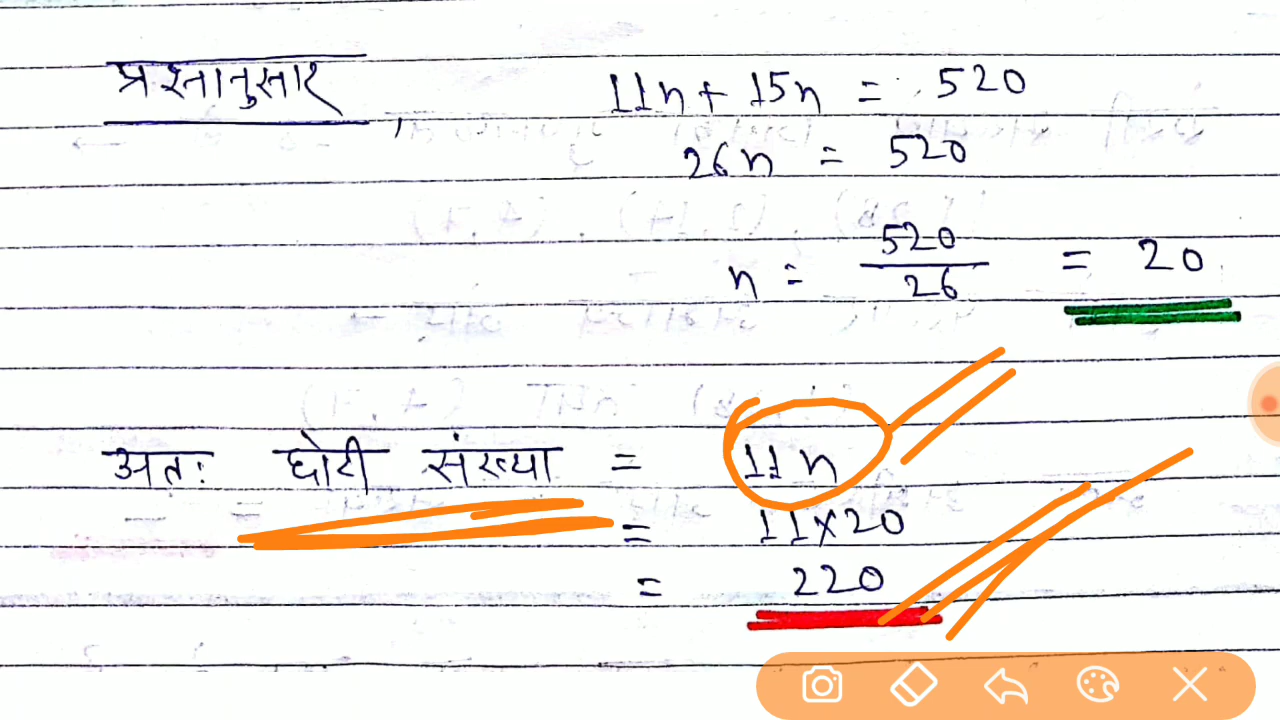 प्रश्नानुसार, 11n + 15n = 520
26n = 520
n = 520/26 = 20
अतः छोटी संख्या = 11n
= 11×20
= 220